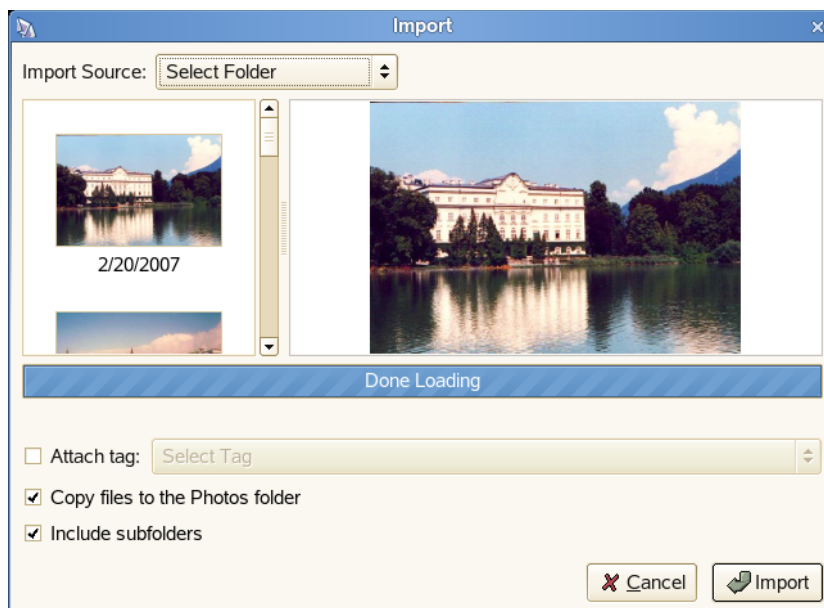 Import
Import Source: Select Folder
2/20/2007
Done Loading
Attach tag: Select Tag
Copy files to the Photos folder
Include subfolders
Cancel Import